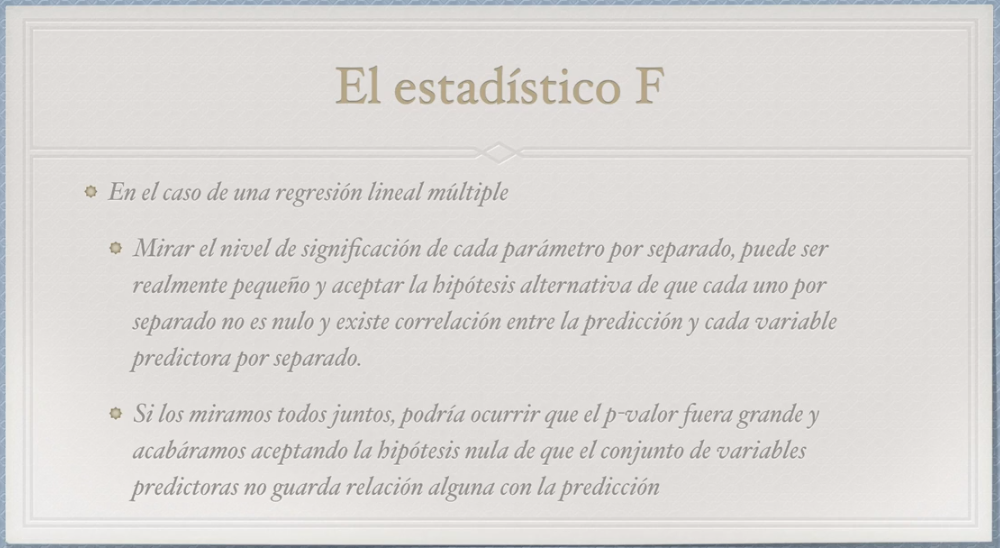 El estadístico F
En el caso de una regresión lineal múltiple
Mirar el nivel de significación de cada parámetro por separado, puede ser
realmente pequeño y aceptar la hipótesis alternativa de que cada uno por
separado no es nulo y existe correlación entre la predicción y cada variable
predictora por separado.
Si los miramos todos juntos, podría ocurrir que el p-valor fuera grande y
acabáramos aceptando la hipótesis nula de que el conjunto de variables
predictoras no guarda relación alguna con la predicción